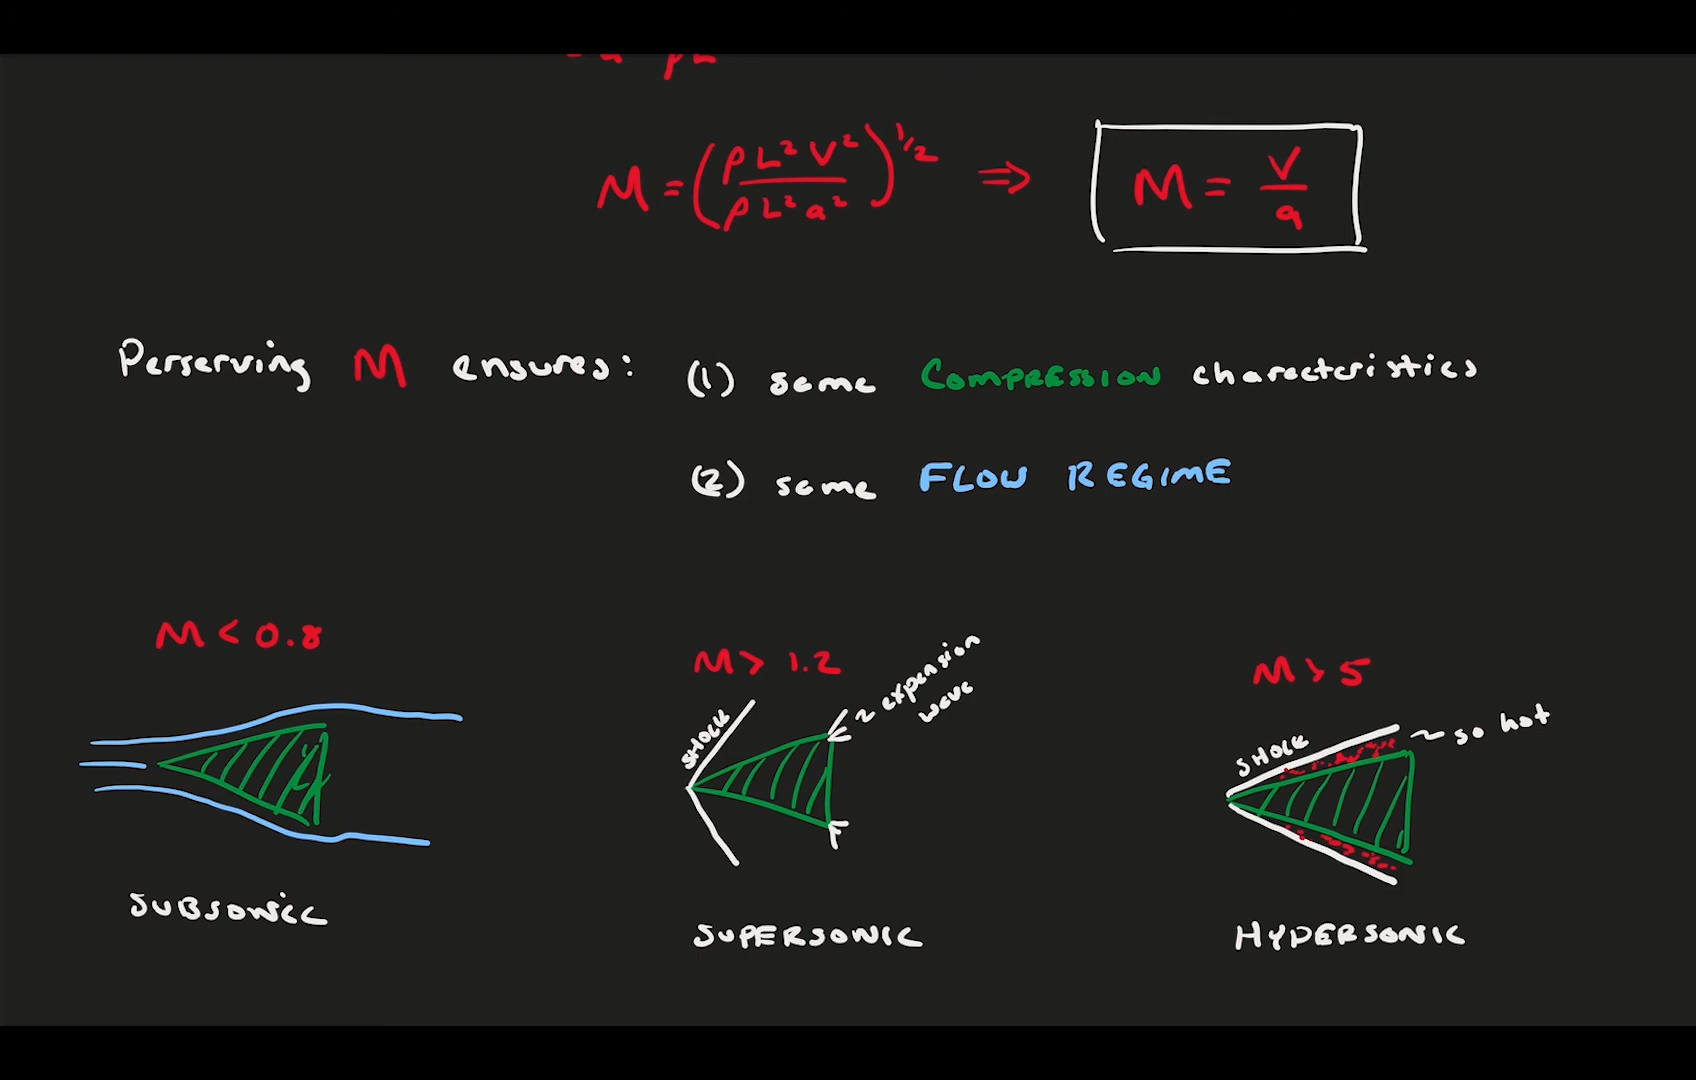 M = (ρL²V²/ρL²a²)^1/2 ⇒ M = V/a
Perserving M ensures: (1) same COMPRESSION characteristics
(2) same FLOW REGIME
M < 0.8
M > 1.2
M > 5
SHOCK
~ expansion
wave
SHOCK
~ so hot
SUBSONIC
SUPERSONIC
HYPERSONIC